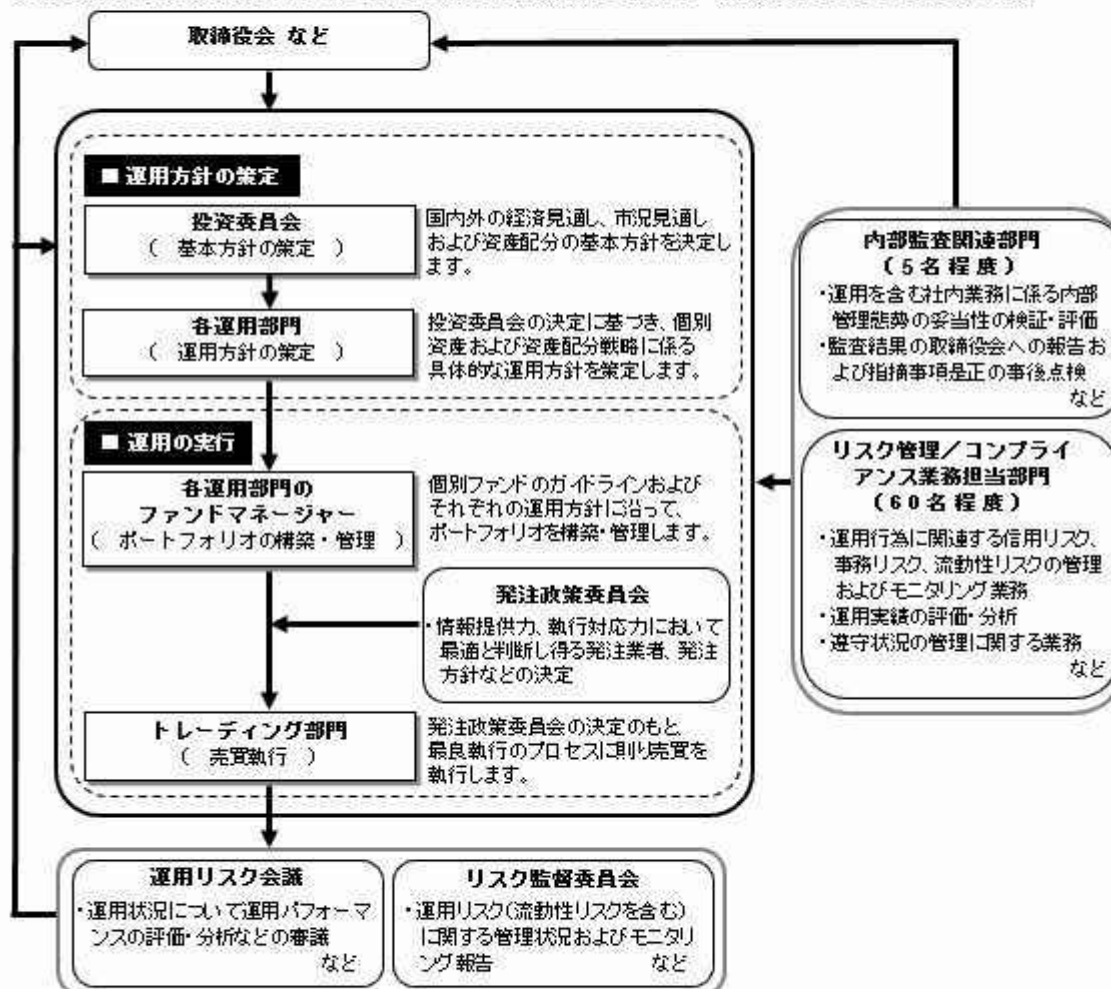 取締役会 など
■ 運用方針の策定
投資委員会
( 基本方針の策定 )
国内外の経済見通し、市況見通し
および資産配分の基本方針を決定し
ます。
各運用部門
( 運用方針の策定 )
投資委員会の決定に基づき、個別
資産および資産配分戦略に係る
具体的な運用方針を策定します。
■ 運用の実行
各運用部門の
ファンドマネージャー
( ポートフォリオの構築・管理 )
個別ファンドのガイドラインおよび
それぞれの運用方針に沿って、
ポートフォリオを構築・管理します。
発注政策委員会
・情報提供力、執行対応力において
最適と判断し得る発注業者、発注
方針などの決定
トレーディング部門
( 売買執行 )
発注政策委員会の決定のもと、
最良執行のプロセスに則り売買を
執行します。
内部監査関連部門
(5名程度)
・運用を含む社内業務に係る内部
管理態勢の妥当性の検証・評価
・監査結果の取締役会への報告お
よび指摘事項是正の事後点検
など
リスク管理／コンプライ
アンス業務担当部門
(60名程度)
・運用行為に関連する信用リスク、
事務リスク、流動性リスクの管理
およびモニタリング業務
・運用実績の評価・分析
・遵守状況の管理に関する業務
など
運用リスク会議
・運用状況について運用パフォーマ
ンスの評価・分析などの審議
など
リスク監督委員会
・運用リスク(流動性リスクを含む)
に関する管理状況およびモニタリ
ング報告 など